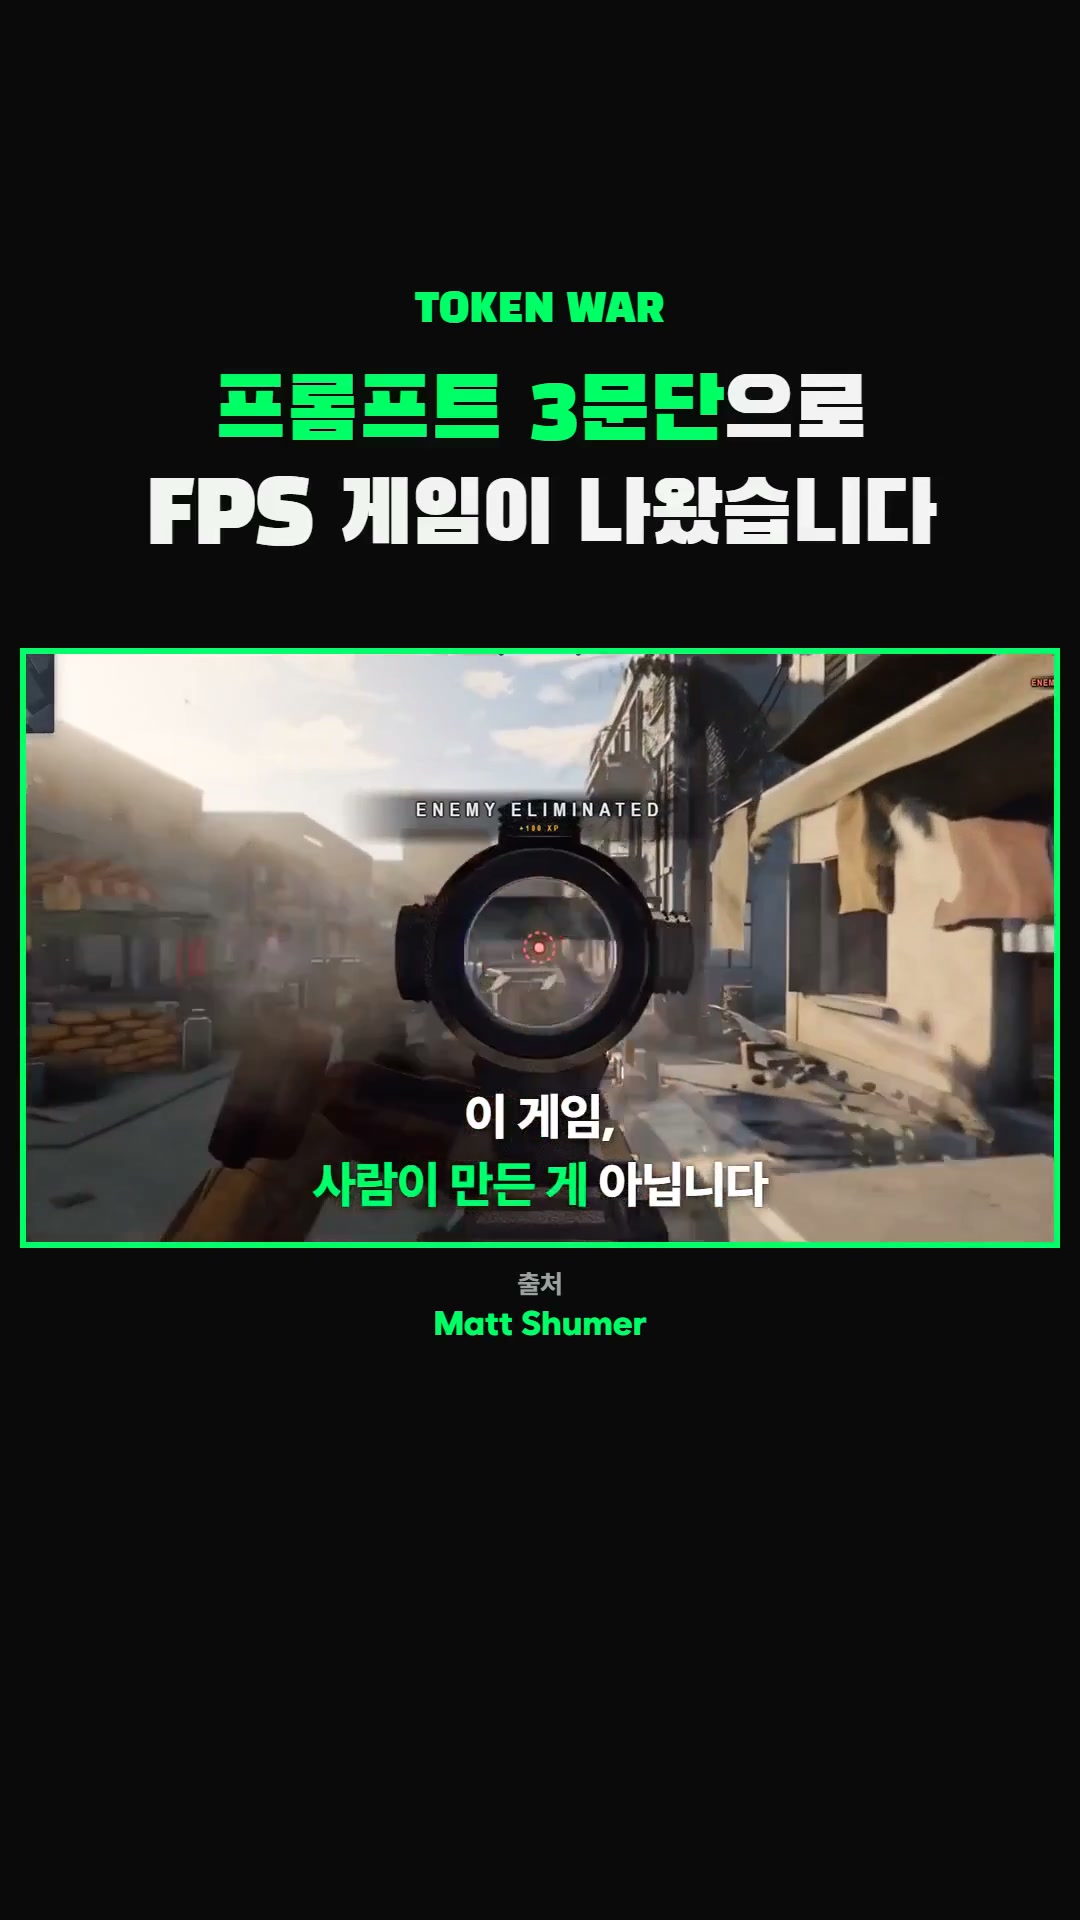 TOKEN WAR
프롬프트 3문단으로
FPS 게임이 나왔습니다
ENEMY ELIMINATED
+100 XP
이 게임,
사람이 만든 게 아닙니다
출처
Matt Shumer